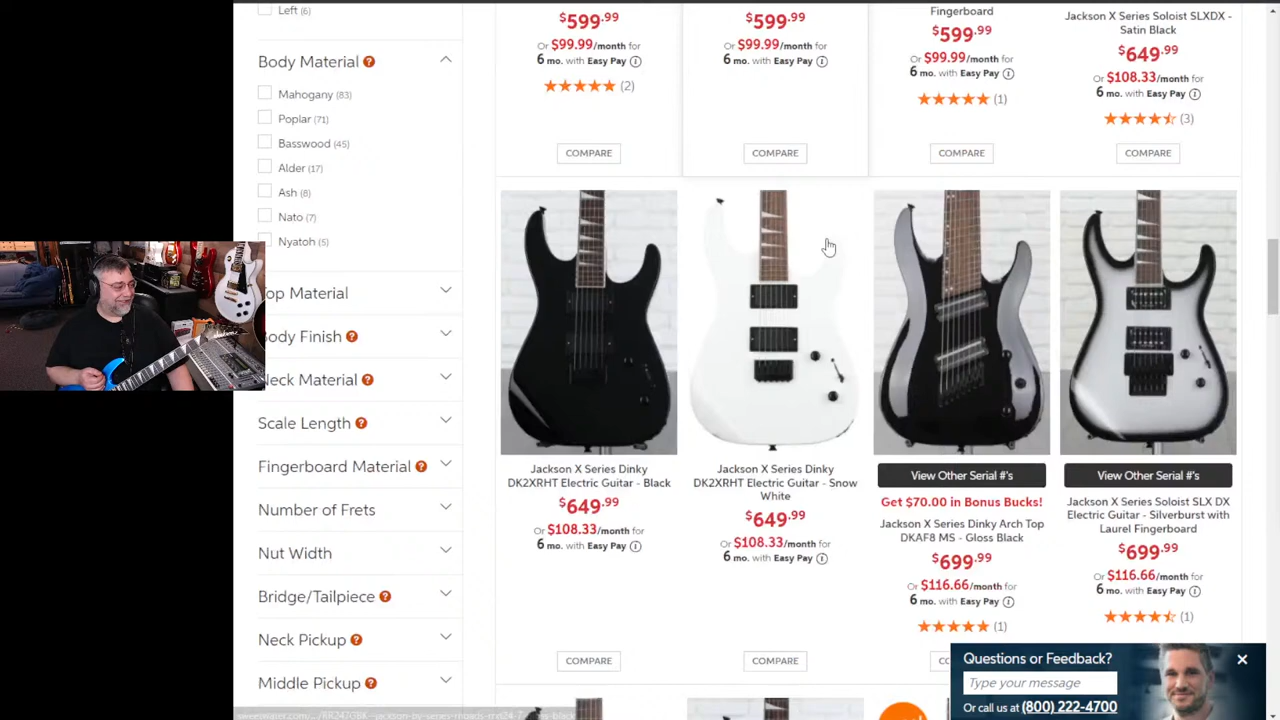 Left (6)
Body Material ?
Mahogany (83)
Poplar (71)
Basswood (45)
Alder (17)
Ash (8)
Nato (7)
Nyatoh (5)
Top Material
Body Finish ?
Neck Material ?
Scale Length ?
Fingerboard Material ?
Number of Frets
Nut Width
Bridge/Tailpiece ?
Neck Pickup ?
Middle Pickup ?
$599.99
Or $99.99/month for
6 mo. with Easy Pay i
(2)
COMPARE
$599.99
Or $99.99/month for
6 mo. with Easy Pay i
COMPARE
Fingerboard
$599.99
Or $99.99/month for
6 mo. with Easy Pay i
(1)
COMPARE
Jackson X Series Soloist SLXDX -
Satin Black
$649.99
Or $108.33/month for
6 mo. with Easy Pay i
(3)
COMPARE
Jackson X Series Dinky
DK2XRHT Electric Guitar - Black
$649.99
Or $108.33/month for
6 mo. with Easy Pay i
COMPARE
Jackson X Series Dinky
DK2XRHT Electric Guitar - Snow
White
$649.99
Or $108.33/month for
6 mo. with Easy Pay i
COMPARE
View Other Serial #'s
Get $70.00 in Bonus Bucks!
Jackson X Series Dinky Arch Top
DKAF8 MS - Gloss Black
$699.99
Or $116.66/month for
6 mo. with Easy Pay i
(1)
View Other Serial #'s
Jackson X Series Soloist SLX DX
Electric Guitar - Silverburst with
Laurel Fingerboard
$699.99
Or $116.66/month for
6 mo. with Easy Pay i
(1)
Questions or Feedback?
Type your message
Or call us at (800) 222-4700